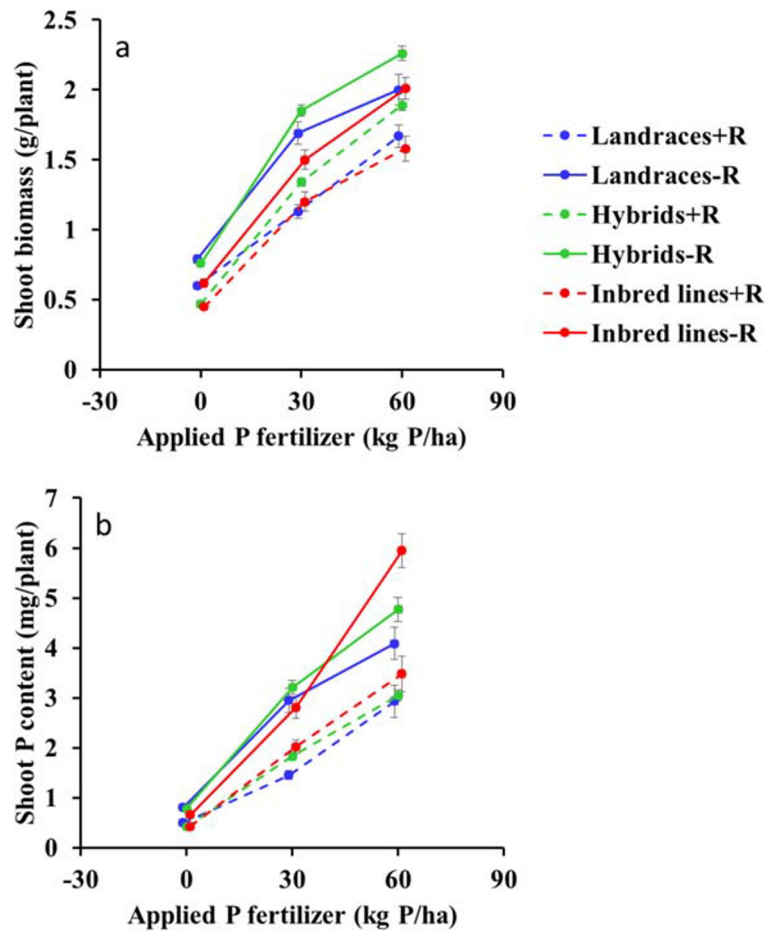 a
Shoot biomass (g/plant)
2.5
2
1.5
1
0.5
0
-30
0
30
60
90
Applied P fertilizer (kg P/ha)
Landraces+R
Landraces-R
Hybrids+R
Hybrids-R
Inbred lines+R
Inbred lines-R
b
Shoot P content (mg/plant)
7
6
5
4
3
2
1
0
-30
0
30
60
90
Applied P fertilizer (kg P/ha)